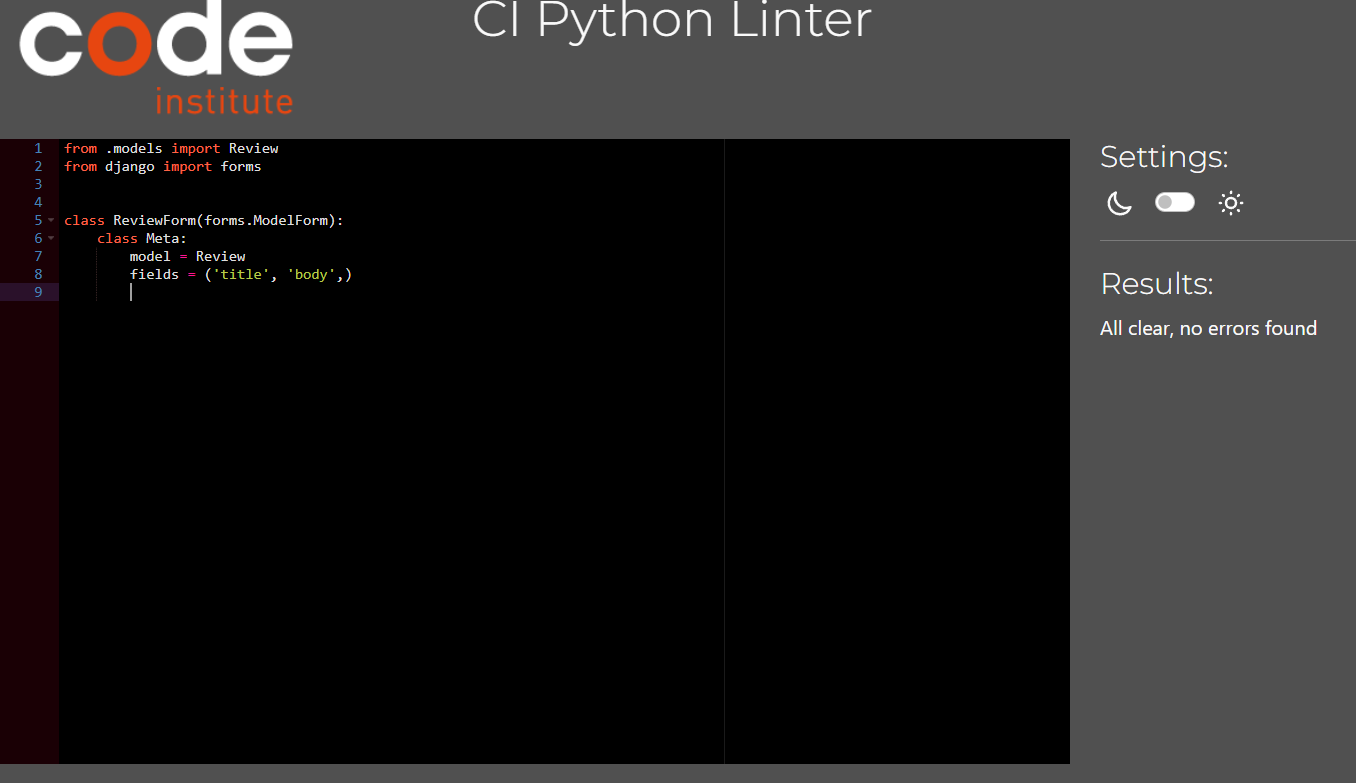 code
institute
CI Python Linter
1 from .models import Review
2 from django import forms
3
4
5 class ReviewForm(forms.ModelForm):
6     class Meta:
7         model = Review
8         fields = ('title', 'body',)
9
Settings:
Results:
All clear, no errors found